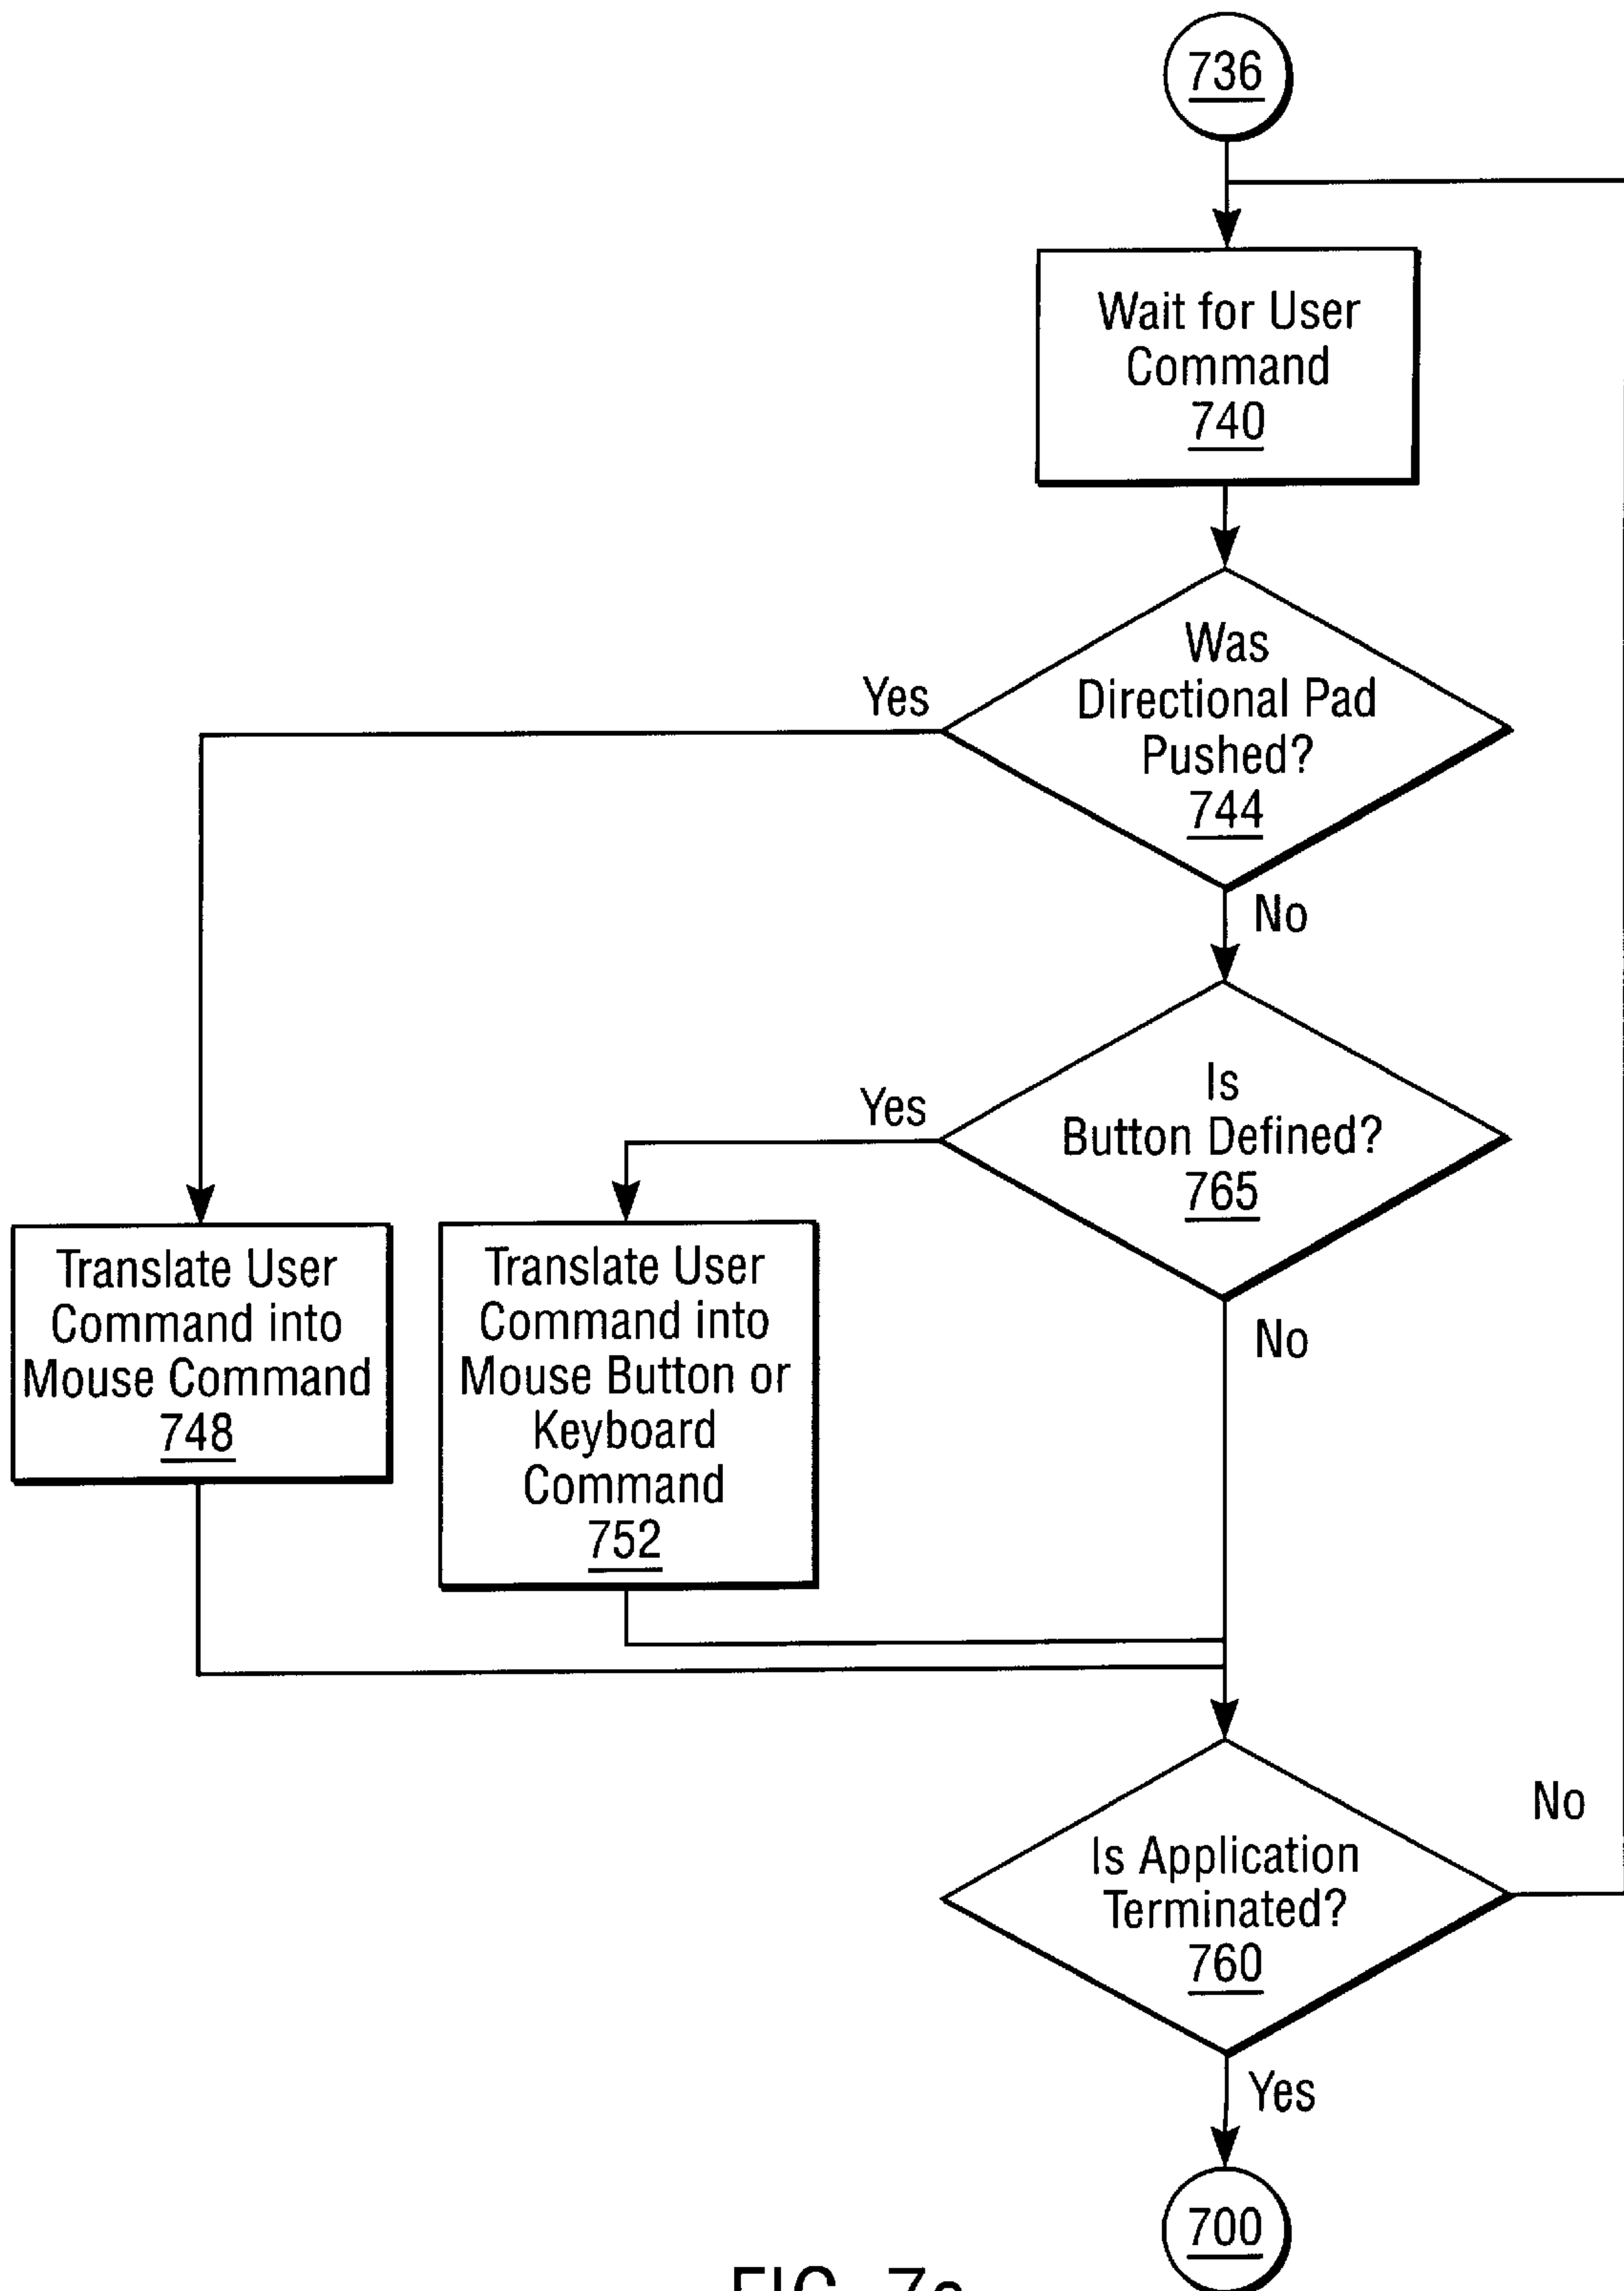 736
Wait for User
Command
740
Was
Directional Pad
Pushed?
744
Yes
No
Is
Button Defined?
765
Yes
No
Translate User
Command into
Mouse Command
748
Translate User
Command into
Mouse Button or
Keyboard
Command
752
Is Application
Terminated?
760
No
Yes
700